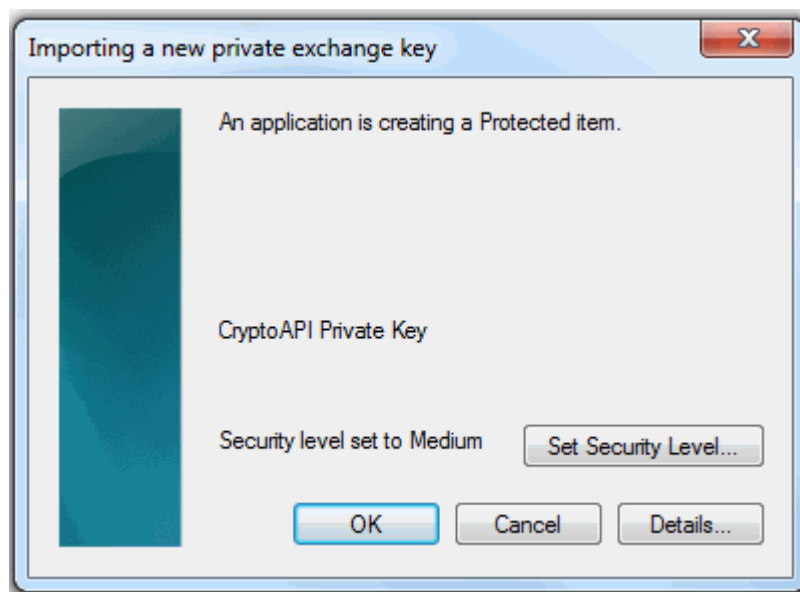 Importing a new private exchange key
An application is creating a Protected item.
CryptoAPI Private Key
Security level set to Medium
Set Security Level...
OK
Cancel
Details...